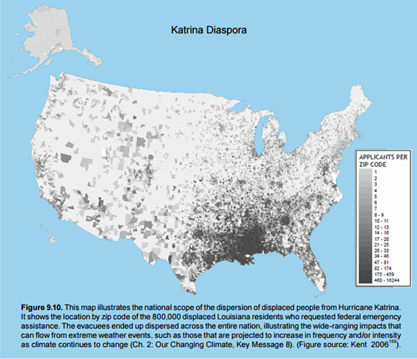 Katrina Diaspora
APPLICANTS PER
ZIP CODE
1
2
3
4
5
6
7
8 - 9
10 - 11
12 - 13
14 - 16
17 - 20
21 - 25
26 - 33
34 - 46
47 - 81
82 - 174
175 - 459
460 - 16244
Figure 9.10. This map illustrates the national scope of the dispersion of displaced people from Hurricane Katrina.
It shows the location by zip code of the 800,000 displaced Louisiana residents who requested federal emergency
assistance. The evacuees ended up dispersed across the entire nation, illustrating the wide-ranging impacts that
can flow from extreme weather events, such as those that are projected to increase in frequency and/or intensity
as climate continues to change (Ch. 2: Our Changing Climate, Key Message 8). (Figure source: Kent 2006